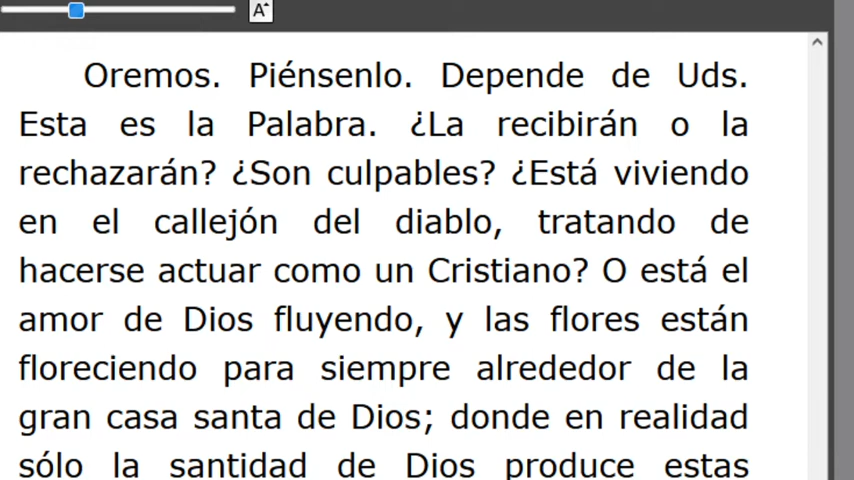 A
Oremos. Piénsenlo. Depende de Uds.
Esta es la Palabra. ¿La recibirán o la
rechazarán? ¿Son culpables? ¿Está viviendo
en el callejón del diablo, tratando de
hacerse actuar como un Cristiano? O está el
amor de Dios fluyendo, y las flores están
floreciendo para siempre alrededor de la
gran casa santa de Dios; donde en realidad
sólo la santidad de Dios produce estas